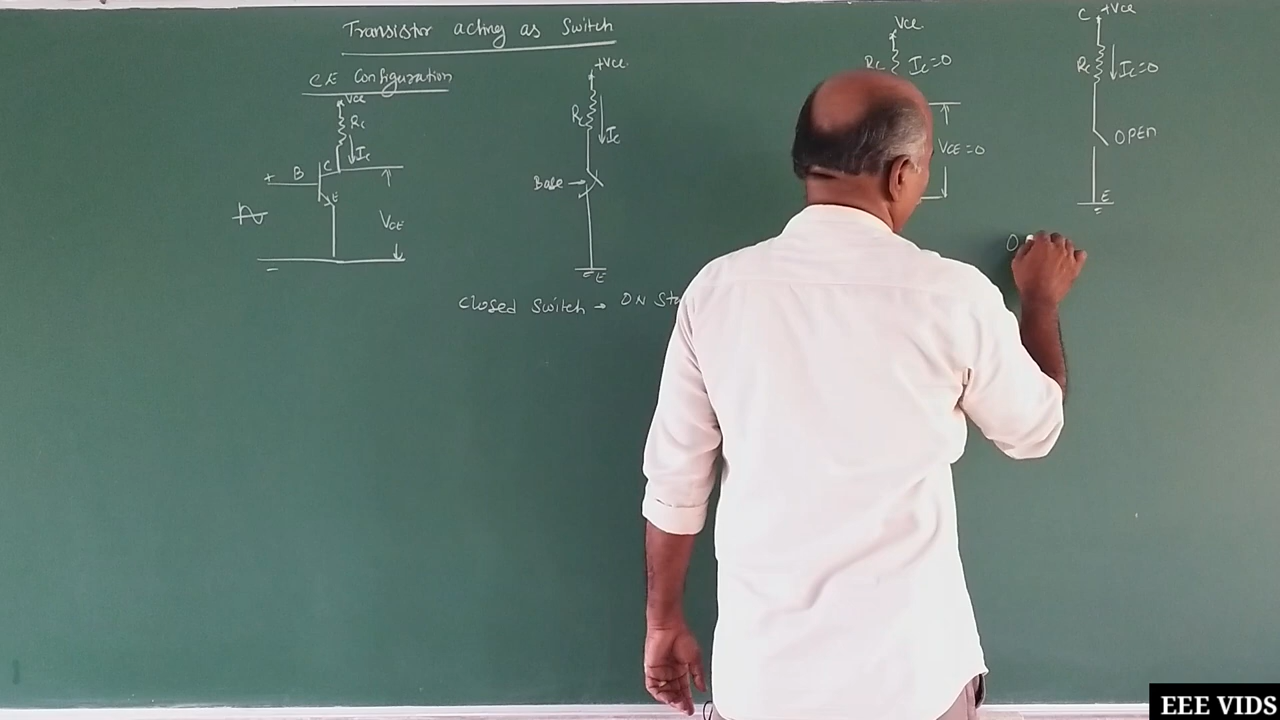 Transistor acting as Switch
CE Configuration
Vcc
Rc
Ic
+
B
C
E
VCE
-
+Vcc
Rc
Ic
Base
E
Closed Switch → ON Sta
Vcc
Rc
Ic=0
VCE=0
C +Vcc
Rc
Ic=0
OPEN
E
O
EEE VIDS